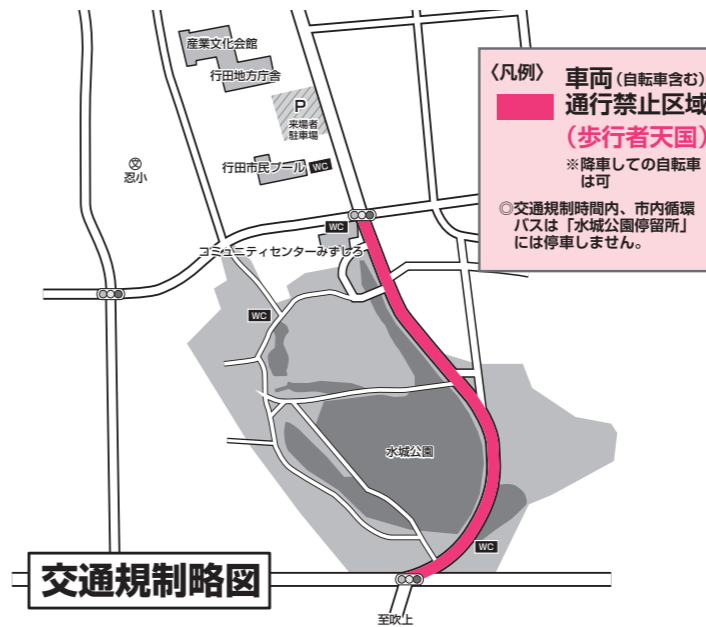 産業文化会館
行田地方庁舎
P
来場者
駐車場
行田市民プール
WC
忍小
文
WC
コミュニティセンターみずしろ
WC
水城公園
WC
交通規制略図
至吹上
〈凡例〉
車両(自転車含む)
通行禁止区域
(歩行者天国)
※降車しての自転車
は可
◎交通規制時間内、市内循環
バスは「水城公園停留所」
には停車しません。